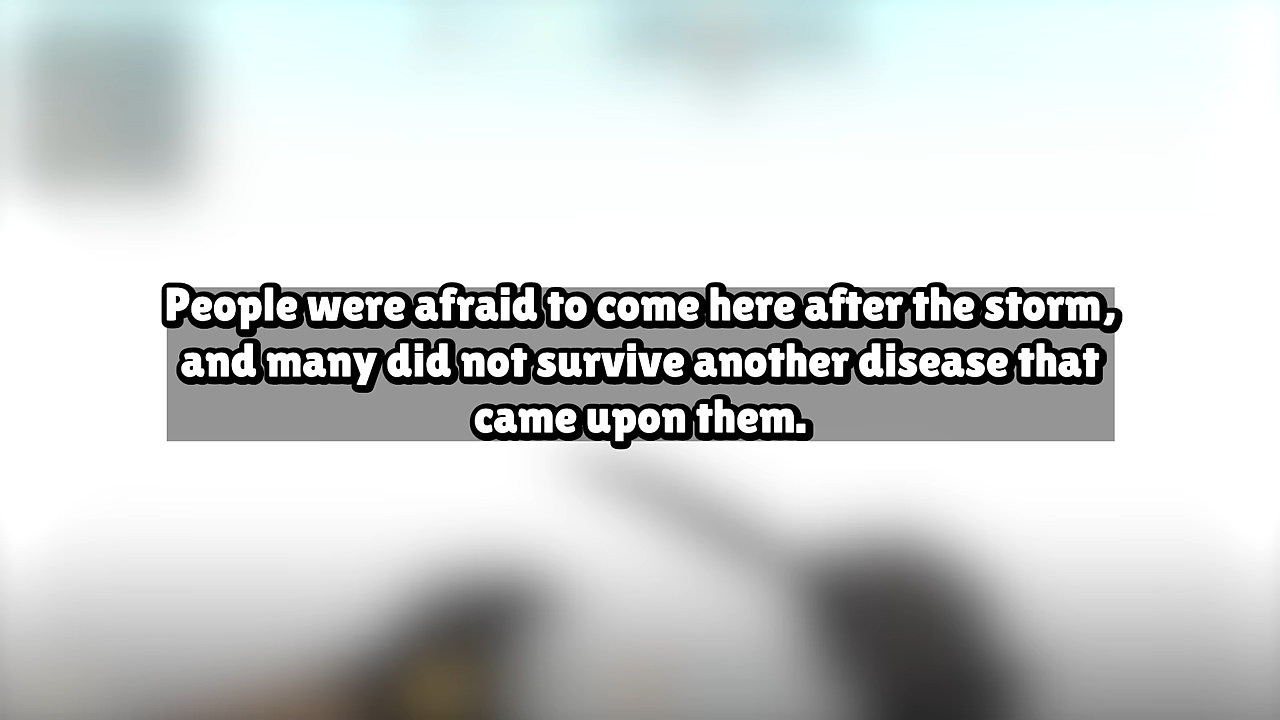 People were afraid to come here after the storm,
and many did not survive another disease that
came upon them.